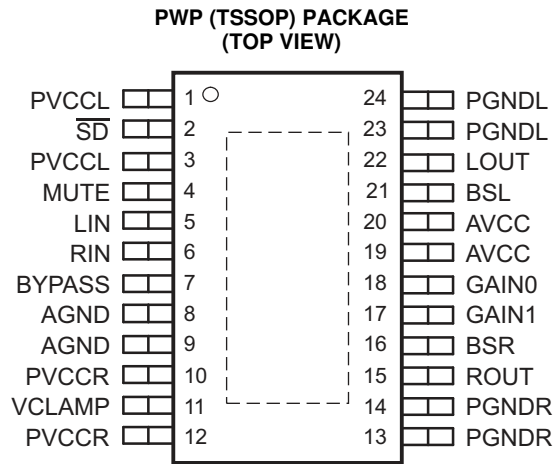 PWP (TSSOP) PACKAGE
(TOP VIEW)
PVCCL 1 24 PGNDL
SD 2 23 PGNDL
PVCCL 3 22 LOUT
MUTE 4 21 BSL
LIN 5 20 AVCC
RIN 6 19 AVCC
BYPASS 7 18 GAIN0
AGND 8 17 GAIN1
AGND 9 16 BSR
PVCCR 10 15 ROUT
VCLAMP 11 14 PGNDR
PVCCR 12 13 PGNDR